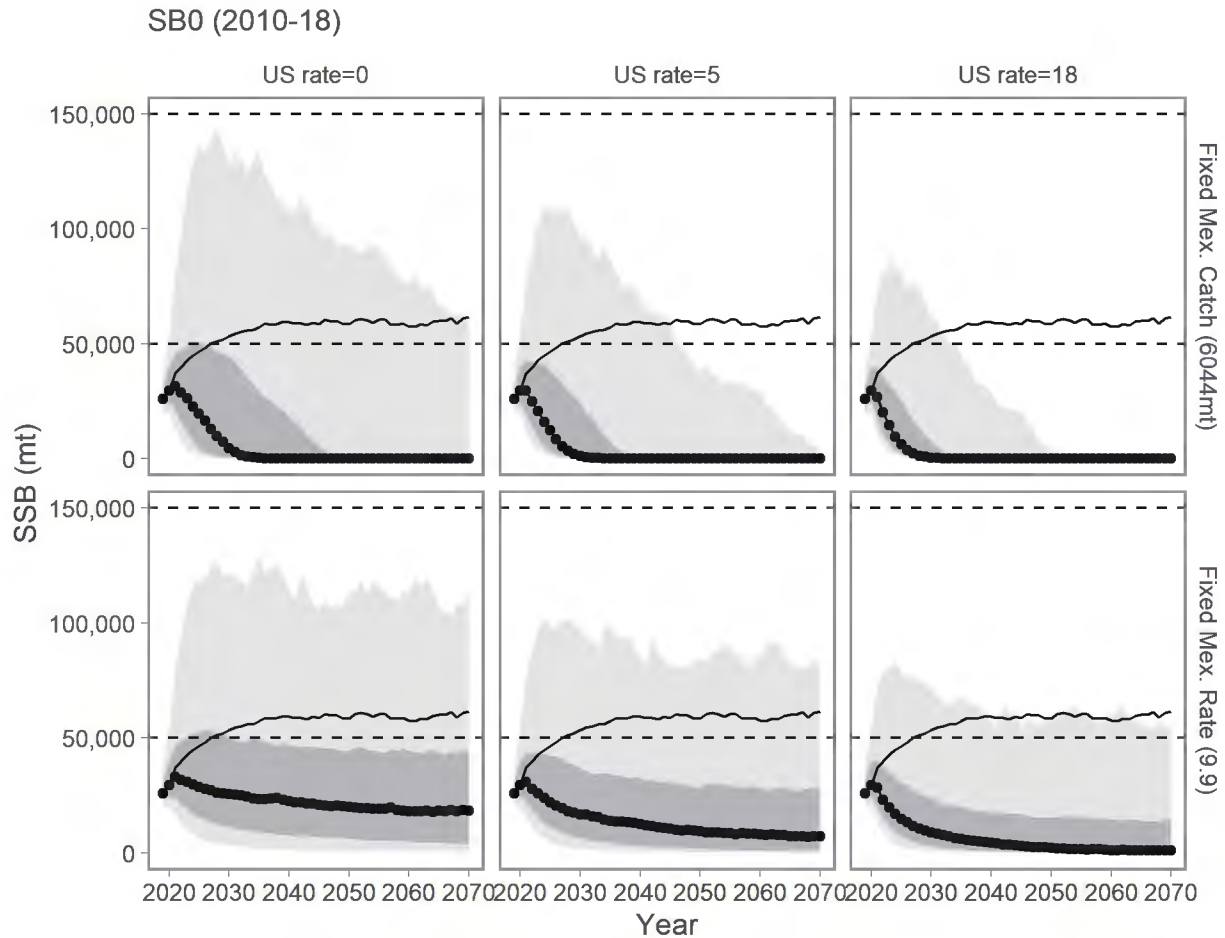 SB0 (2010-18)
US rate=0
US rate=5
US rate=18
150,000
100,000
50,000
0
Fixed Mex. Catch (6044mt)
SSB (mt)
150,000
100,000
50,000
0
Fixed Mex. Rate (9.9)
2020 2030 2040 2050 2060 2070
2020 2030 2040 2050 2060 2070
2020 2030 2040 2050 2060 2070
Year